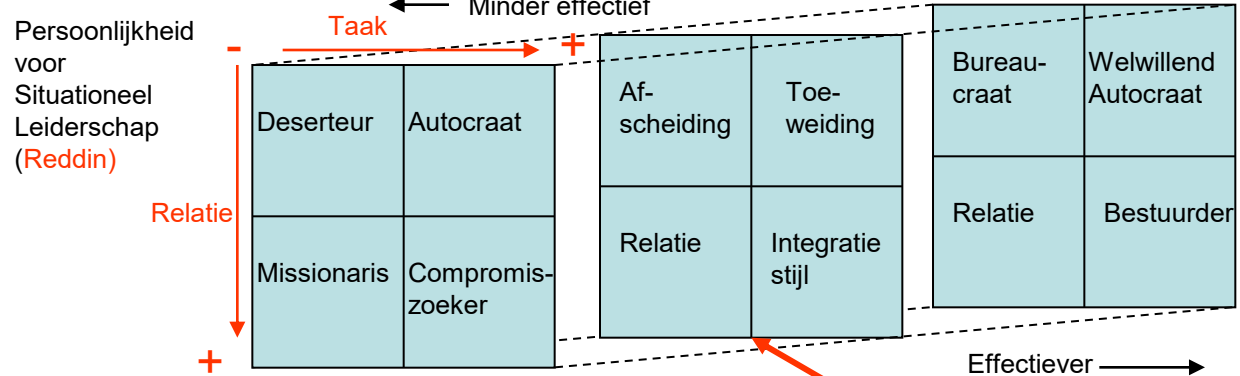 Minder effectief
Persoonlijkheid
voor
Situationeel
Leiderschap
(Reddin)
- Taak +
Relatie
+
Deserteur
Autocraat
Missionaris
Compromis-
zoeker
Af-
scheiding
Toe-
weiding
Relatie
Integratie
stijl
Bureau-
craat
Welwillend
Autocraat
Relatie
Bestuurder
Effectiever